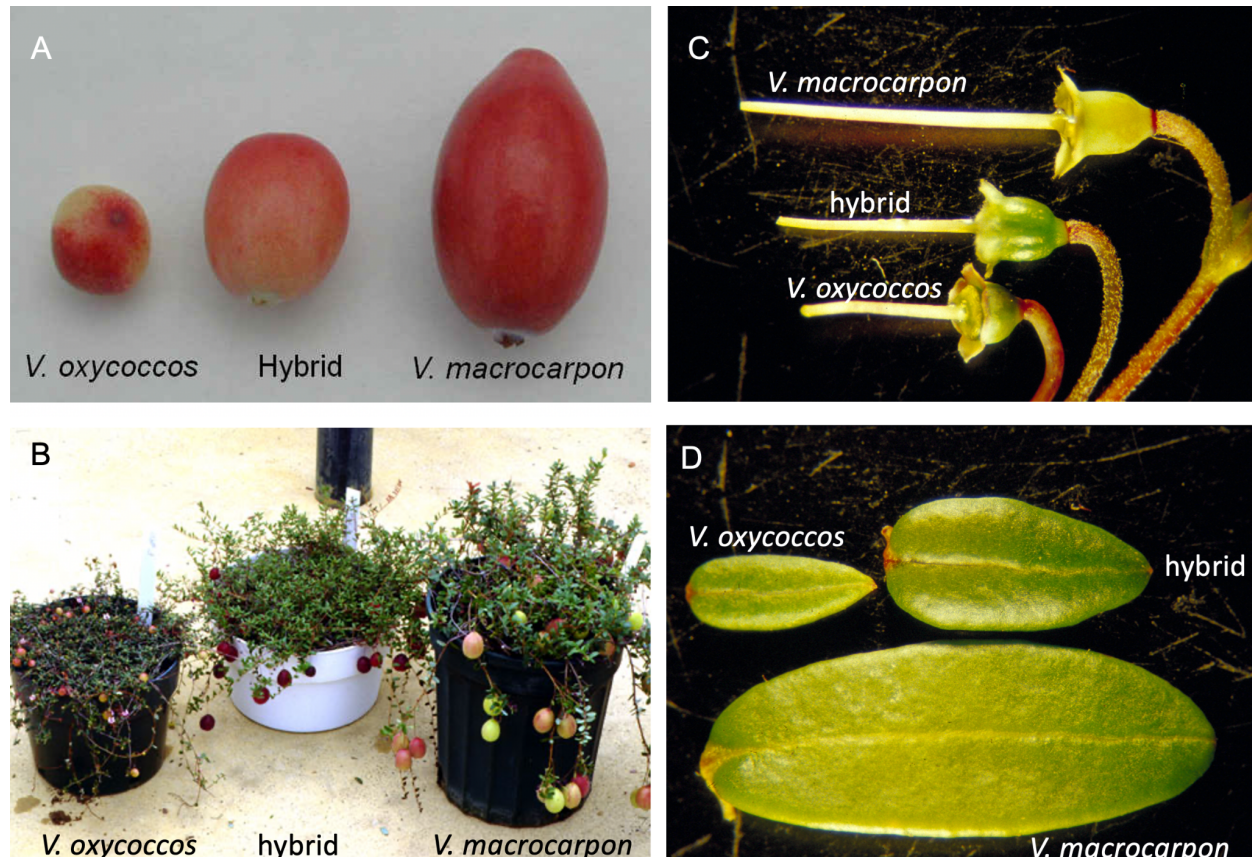 A
V. oxycoccos
Hybrid
V. macrocarpon
B
V. oxycoccos
hybrid
V. macrocarpon
C
V. macrocarpon
hybrid
V. oxycoccos
D
V. oxycoccos
hybrid
V. macrocarpon